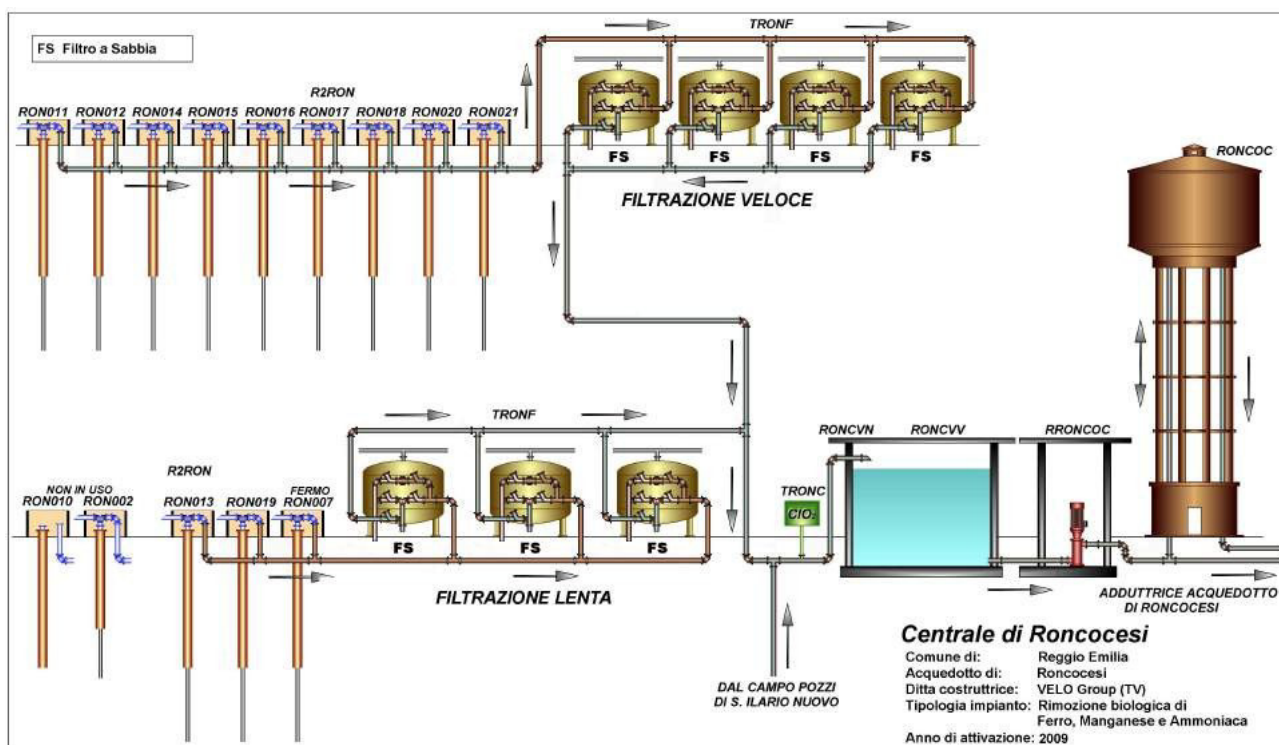 FS Filtro a Sabbia
TRONF
R2RON
RON011 RON012 RON014 RON015 RON016 RON017 RON018 RON020 RON021
FS FS FS FS
FILTRAZIONE VELOCE
RONCOC
TRONF
RONCVN RONCVV RRONCOC
R2RON
NON IN USO
FERMO
RON010 RON002 RON013 RON019 RON007
TRONC
ClO₂
FS FS FS
FILTRAZIONE LENTA
ADDUTTRICE ACQUEDOTTO
DI RONCOCESI
DAL CAMPO POZZI
DI S. ILARIO NUOVO
Centrale di Roncocesi
Comune di: Reggio Emilia
Acquedotto di: Roncocesi
Ditta costruttrice: VELO Group (TV)
Tipologia impianto: Rimozione biologica di
Ferro, Manganese e Ammoniaca
Anno di attivazione: 2009